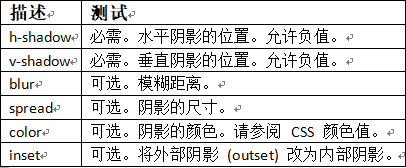 描述 测试
h-shadow 必需。水平阴影的位置。允许负值。
v-shadow 必需。垂直阴影的位置。允许负值。
blur 可选。模糊距离。
spread 可选。阴影的尺寸。
color 可选。阴影的颜色。请参阅 CSS 颜色值。
inset 可选。将外部阴影 (outset) 改为内部阴影。